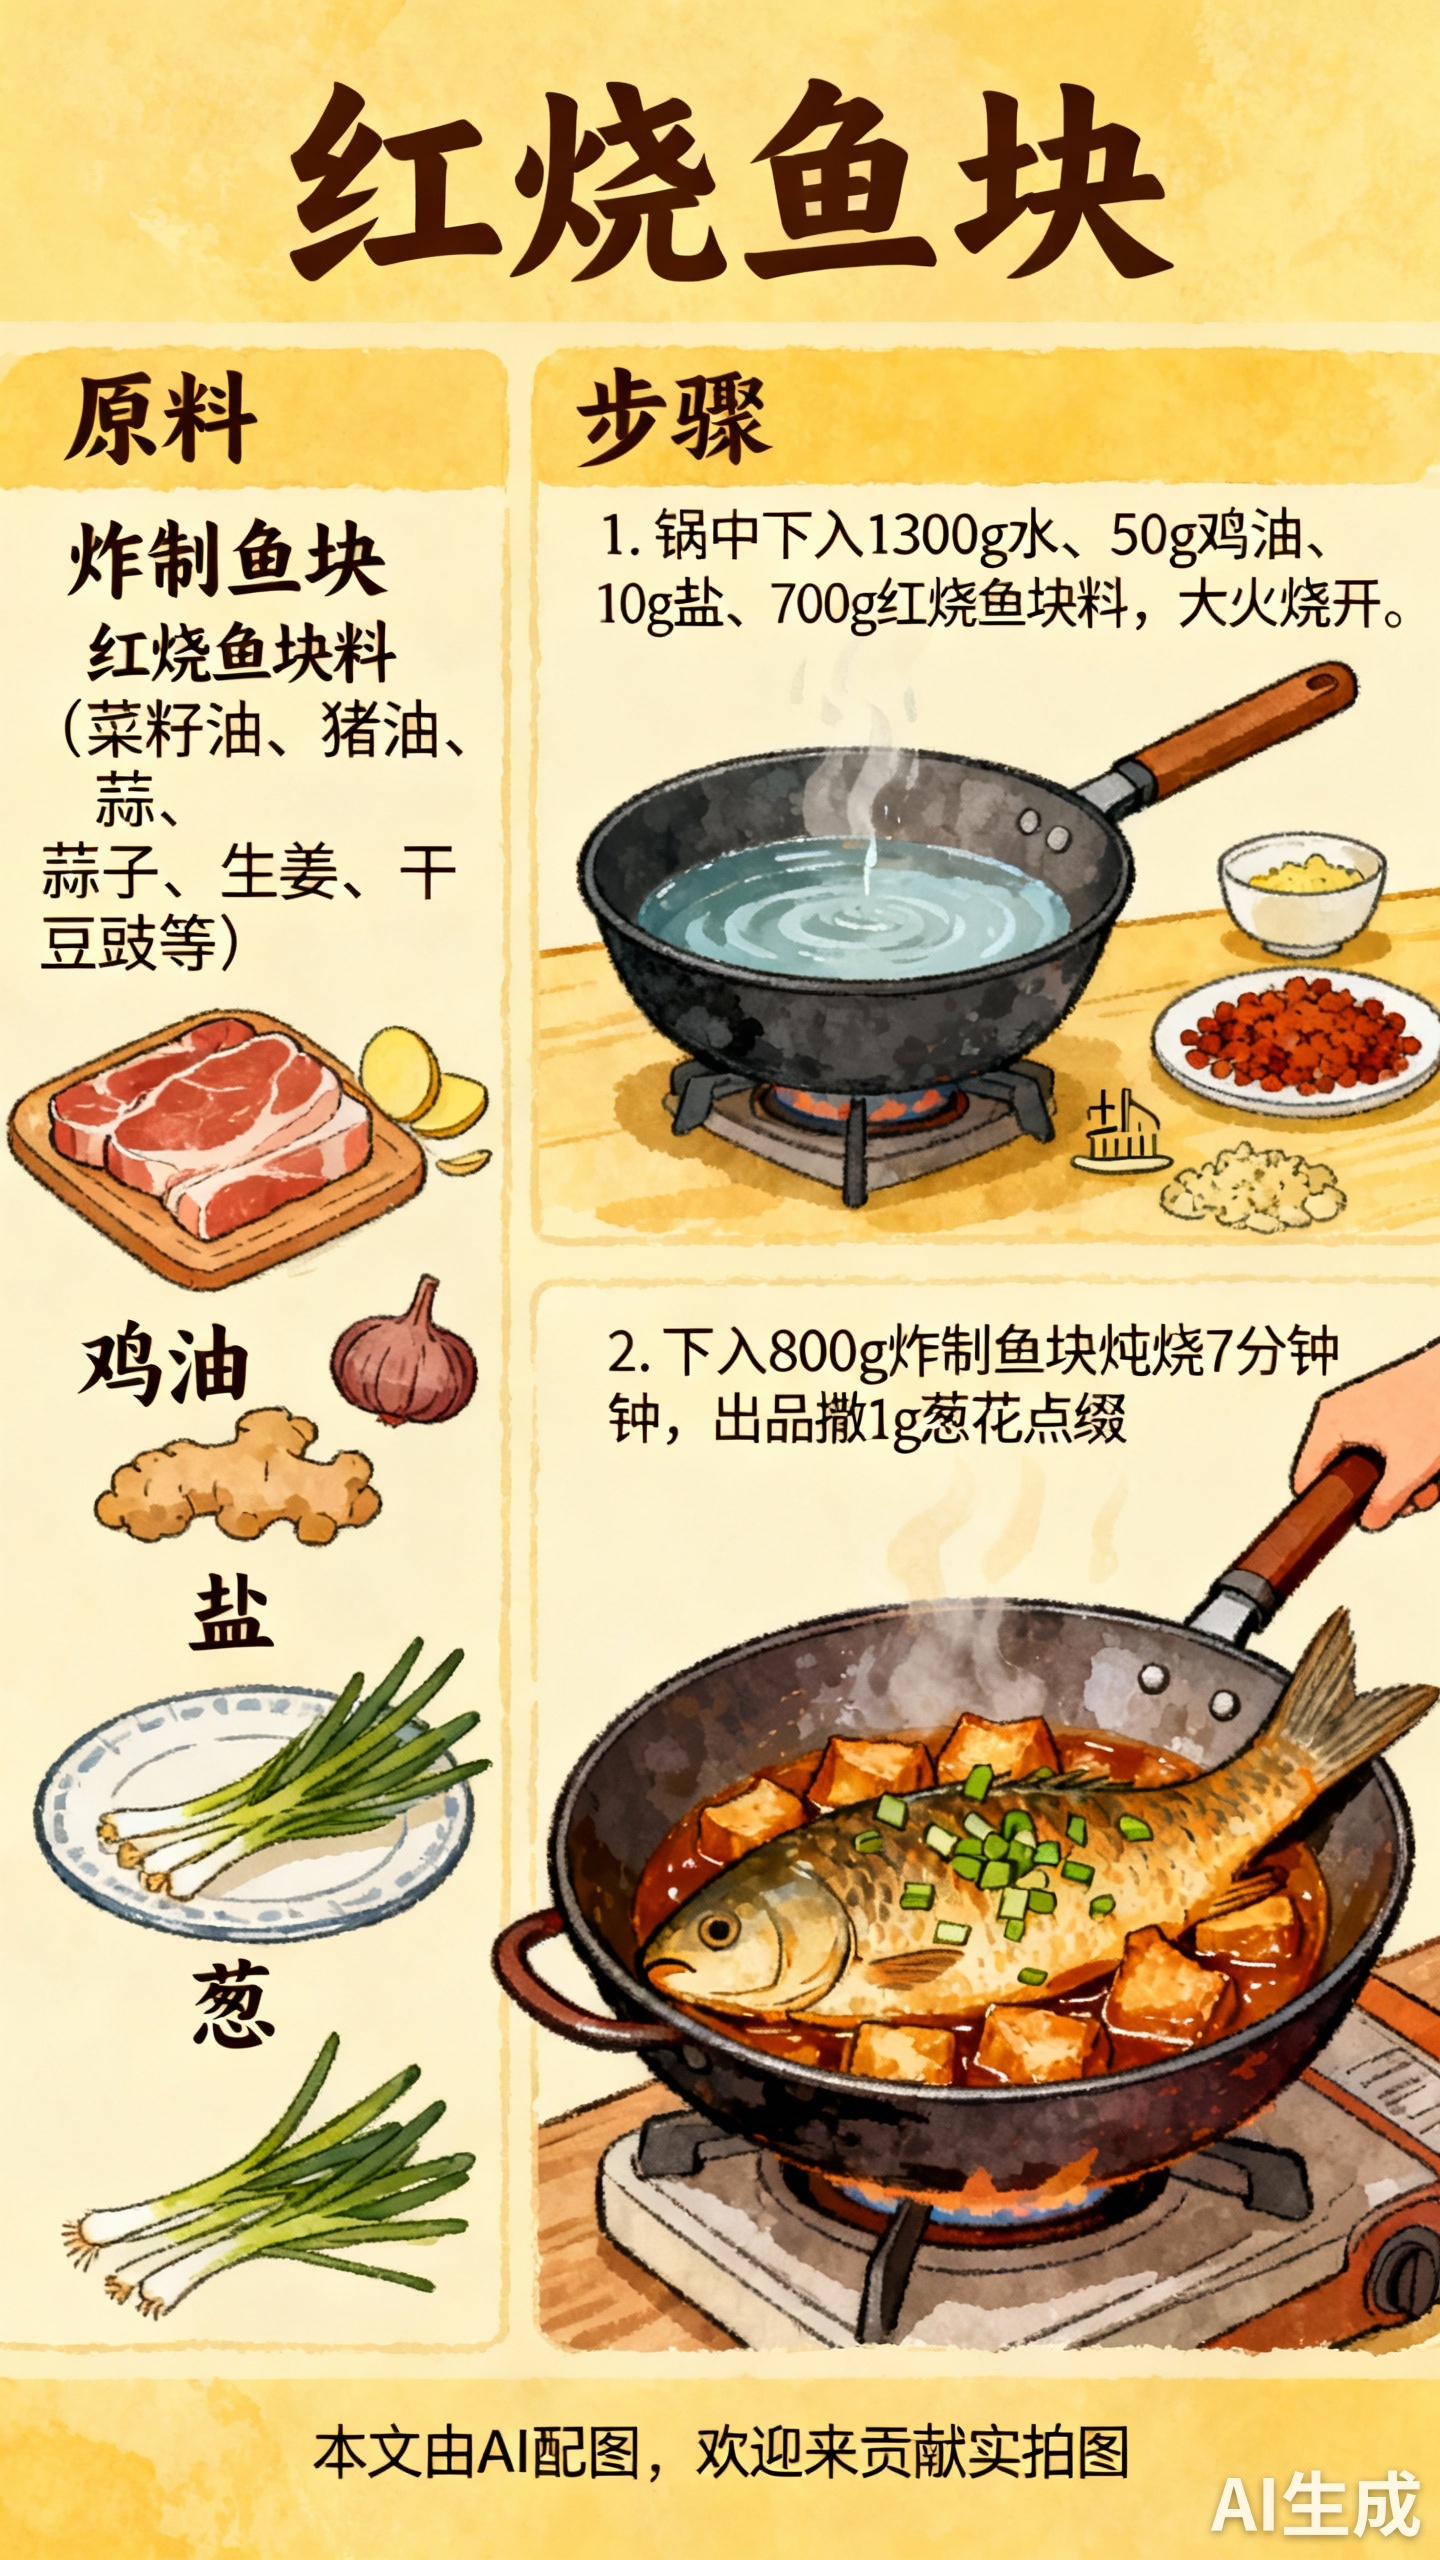 红烧鱼块
原料
炸制鱼块
红烧鱼块料
（菜籽油、猪油、
蒜、
蒜子、生姜、干
豆豉等）
鸡油
盐
葱
步骤
1. 锅中下入1300g水、50g鸡油、
10g盐、700g红烧鱼块料，大火烧开。
2. 下入800g炸制鱼块炖烧7分钟
钟，出品撒1g葱花点缀
本文由AI配图，欢迎来贡献实拍图
AI生成